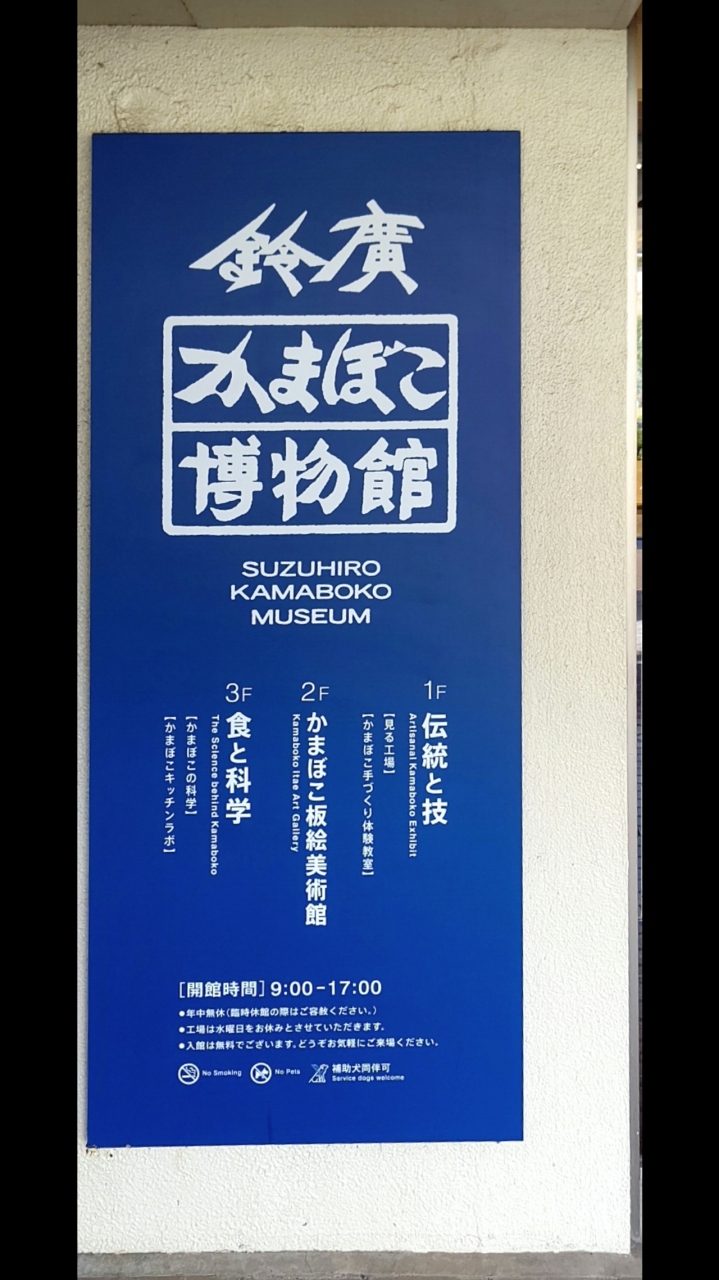 鈴廣
かまぼこ
博物館
SUZUHIRO
KAMABOKO
MUSEUM
1F
伝統と技
Artisanal Kamaboko Exhibit
【見る工場】
【かまぼこ手づくり体験教室】
2F
かまぼこ板絵美術館
Kamaboko Itae Art Gallery
3F
食と科学
The Science behind Kamaboko
【かまぼこの科学】
【かまぼこキッチンラボ】
[開館時間] 9:00-17:00
●年中無休(臨時休館の際はご容赦ください。)
●工場は水曜日をお休みとさせていただきます。
●入館は無料でございます。どうぞお気軽にご来場ください。
No Smoking
No Pets
補助犬同伴可
Service dogs welcome